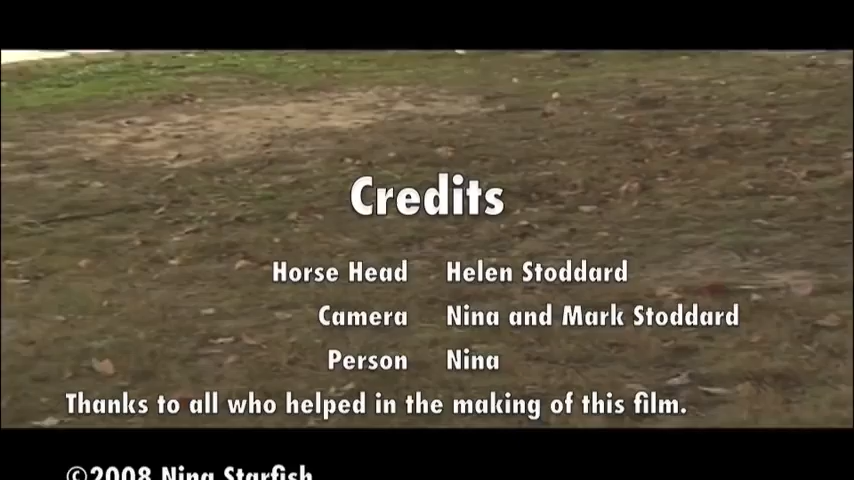 Credits
Horse Head Helen Stoddard
Camera Nina and Mark Stoddard
Person Nina
Thanks to all who helped in the making of this film.
©2008 Nina Starfish